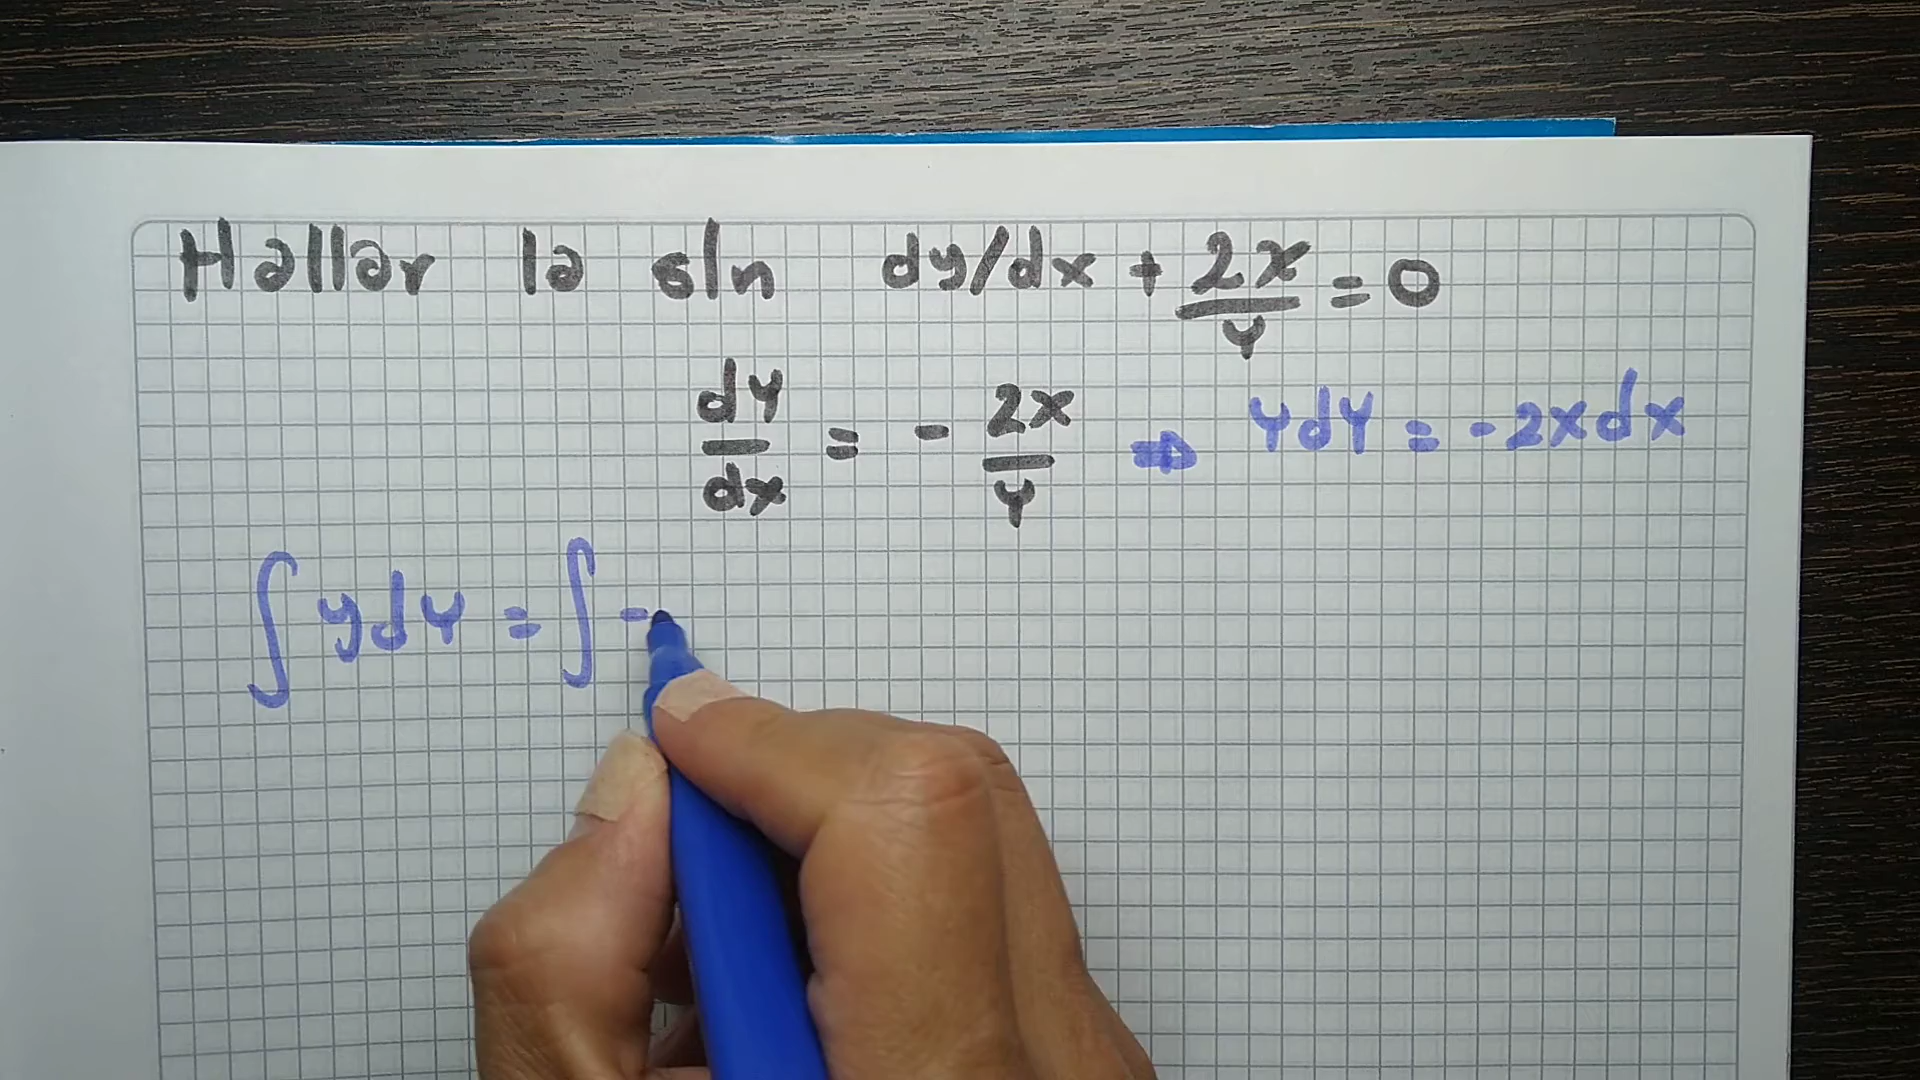 Hallar la sln dy/dx + 2x/y = 0
dy/dx = - 2x/y ⇒ ydy = -2xdx
∫ ydy = ∫ -